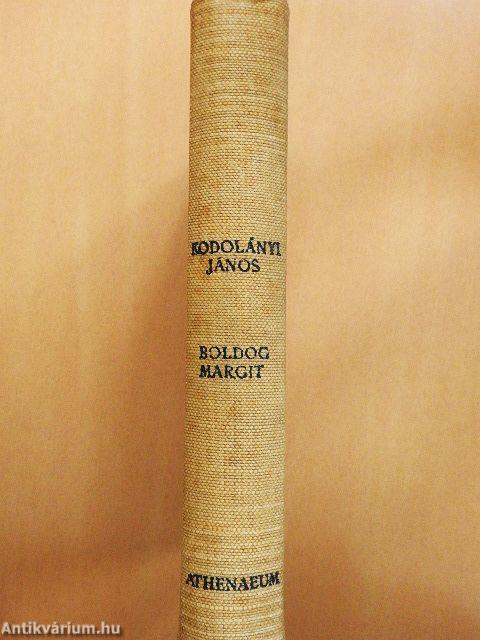 KODOLÁNYI
JÁNOS
BOLDOG
MARGIT
ATHENAEUM
Antikvárium.hu